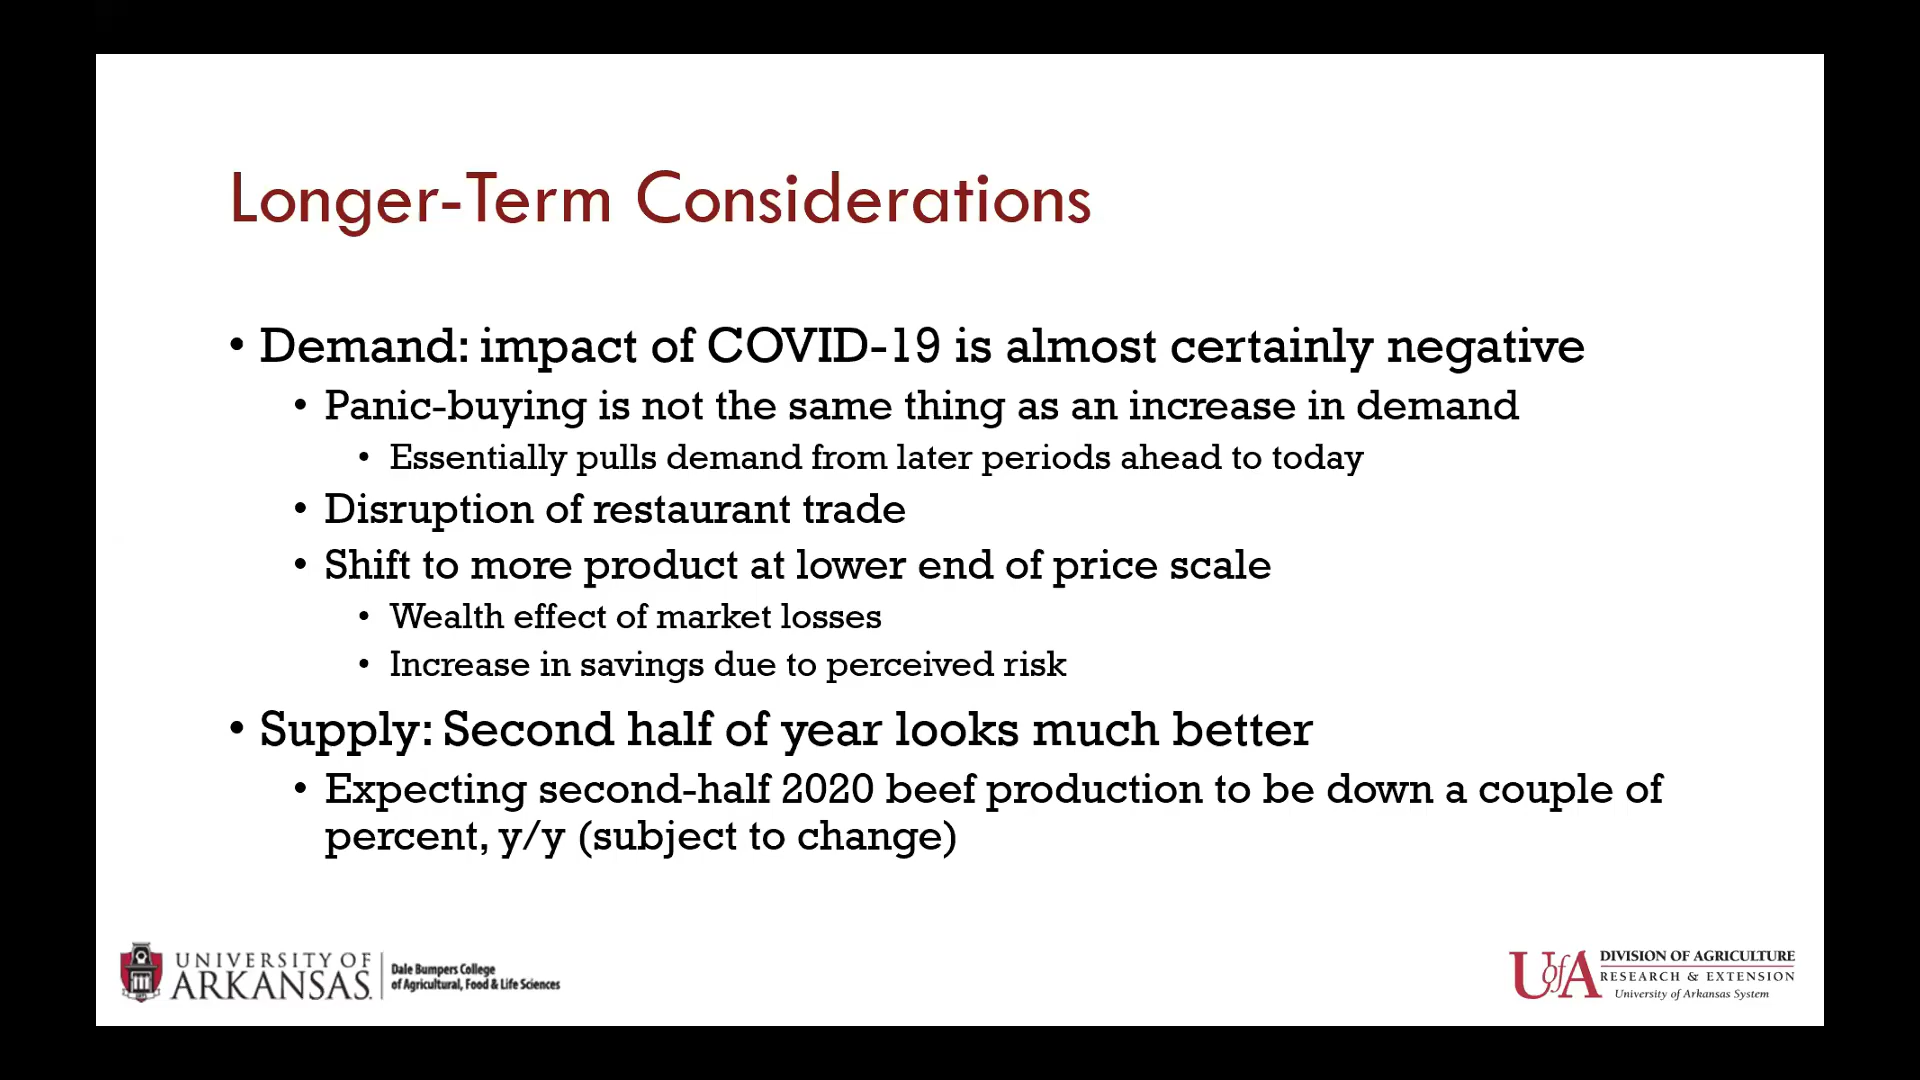 Longer-Term Considerations
• Demand: impact of COVID-19 is almost certainly negative
• Panic-buying is not the same thing as an increase in demand
• Essentially pulls demand from later periods ahead to today
• Disruption of restaurant trade
• Shift to more product at lower end of price scale
• Wealth effect of market losses
• Increase in savings due to perceived risk
• Supply: Second half of year looks much better
• Expecting second-half 2020 beef production to be down a couple of
percent, y/y (subject to change)
UNIVERSITY OF
ARKANSAS
Dale Bumpers College
of Agricultural, Food & Life Sciences
UofA
DIVISION OF AGRICULTURE
RESEARCH & EXTENSION
University of Arkansas System